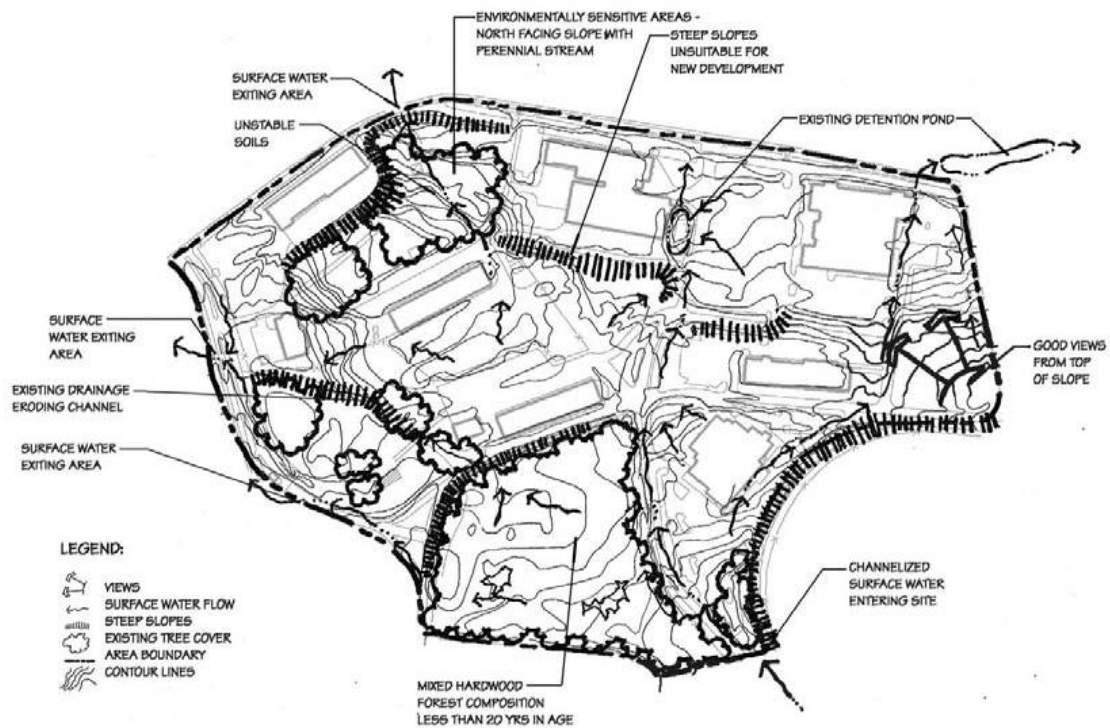 ENVIRONMENTALLY SENSITIVE AREAS -
NORTH FACING SLOPE WITH
PERENNIAL STREAM
STEEP SLOPES
UNSUITABLE FOR
NEW DEVELOPMENT
SURFACE WATER
EXITING AREA
UNSTABLE
SOILS
EXISTING DETENTION POND
SURFACE
WATER EXITING
AREA
GOOD VIEWS
FROM TOP
OF SLOPE
EXISTING DRAINAGE
ERODING CHANNEL
SURFACE WATER
EXITING AREA
LEGEND:
VIEWS
SURFACE WATER FLOW
STEEP SLOPES
EXISTING TREE COVER
AREA BOUNDARY
CONTOUR LINES
CHANNELIZED
SURFACE WATER
ENTERING SITE
MIXED HARDWOOD
FOREST COMPOSITION
LESS THAN 20 YRS IN AGE